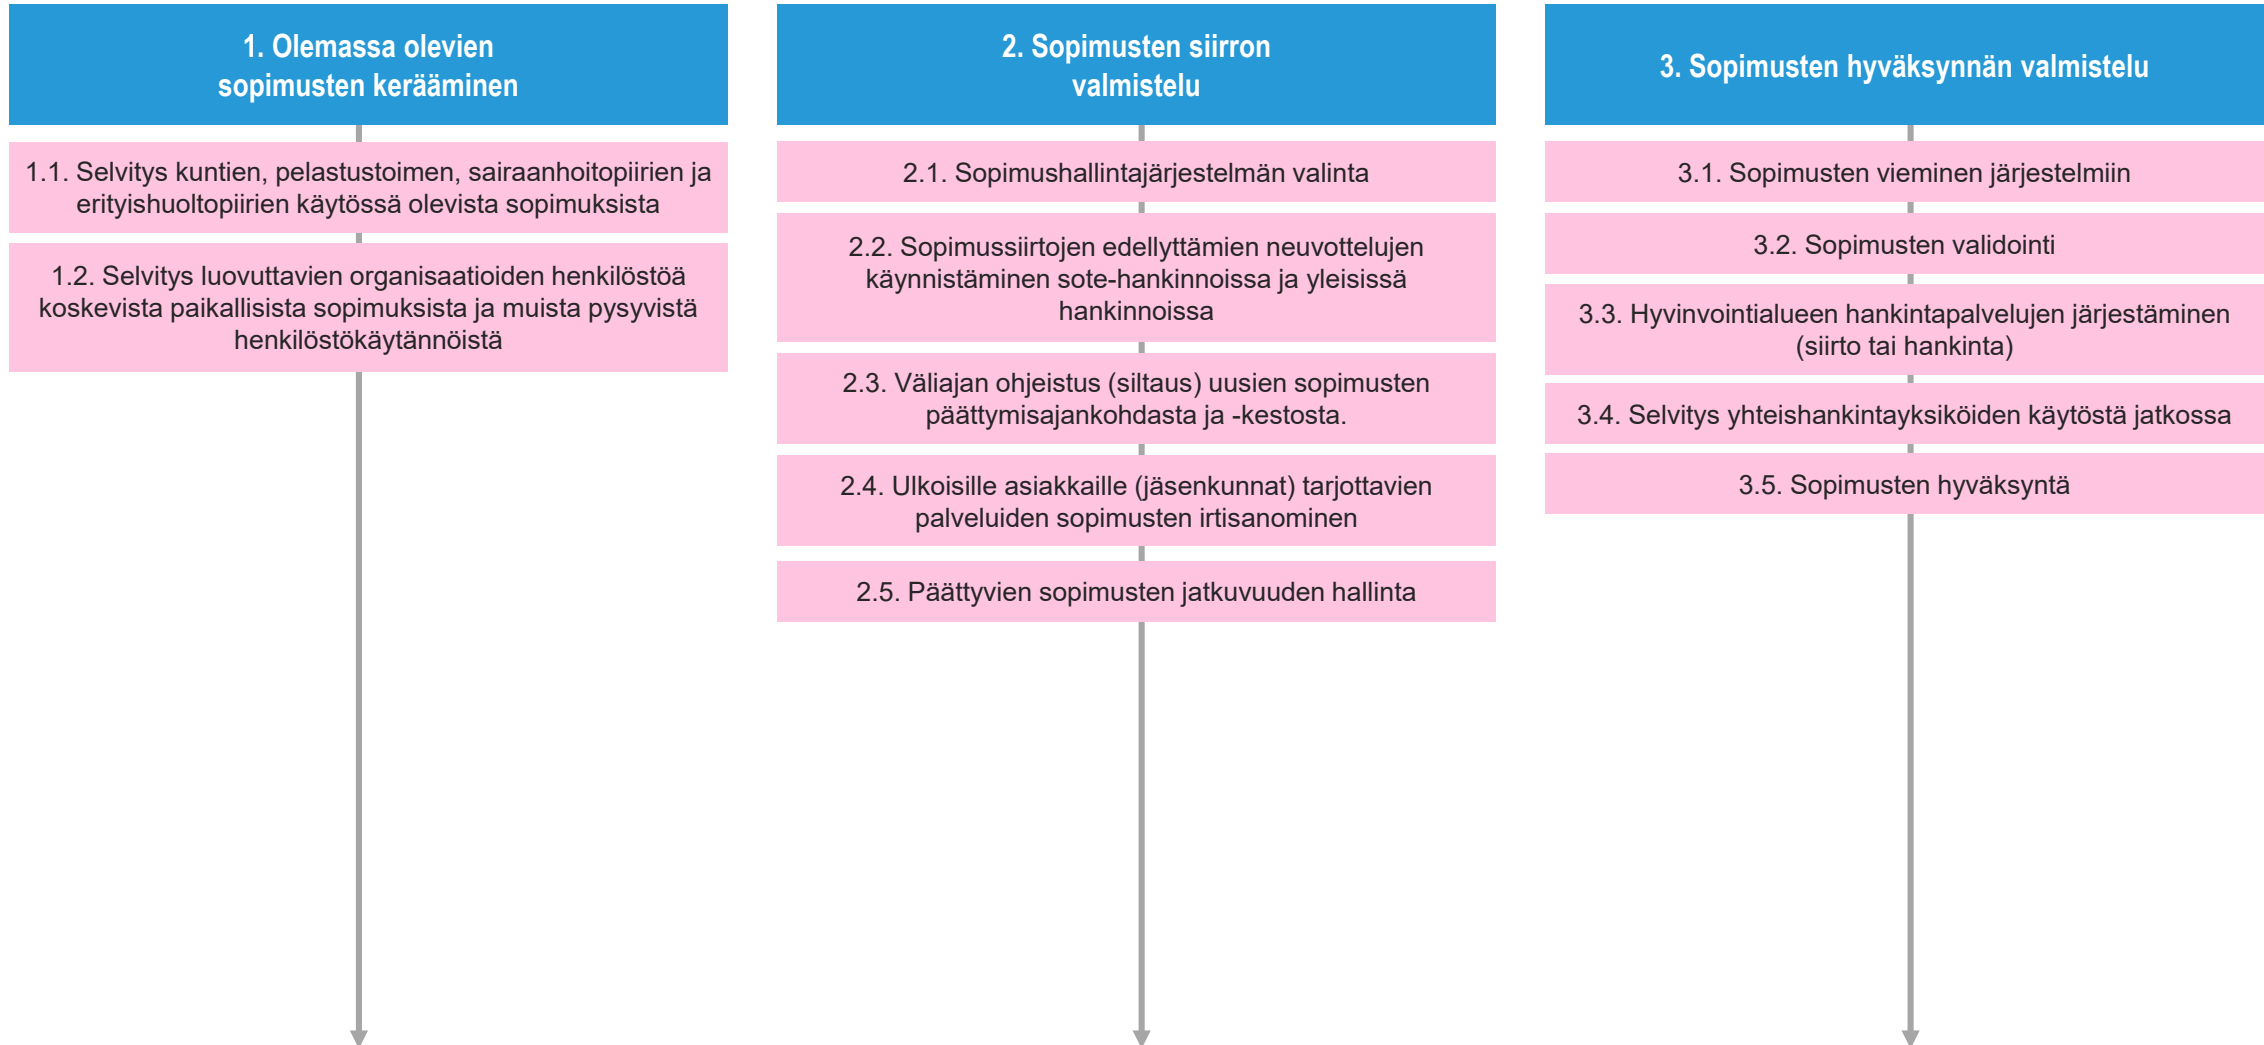 1. Olemassa olevien
sopimusten kerääminen
1.1. Selvitys kuntien, pelastustoimen, sairaanhoitopiirien ja
erityishuoltopiirien käytössä olevista sopimuksista
1.2. Selvitys luovuttavien organisaatioiden henkilöstöä
koskevista paikallisista sopimuksista ja muista pysyvistä
henkilöstökäytännöistä
2. Sopimusten siirron
valmistelu
2.1. Sopimushallintajärjestelmän valinta
2.2. Sopimussiirtojen edellyttämien neuvottelujen
käynnistäminen sote-hankinnoissa ja yleisissä
hankinnoissa
2.3. Väliajan ohjeistus (siltaus) uusien sopimusten
päättymisajankohdasta ja -kestosta.
2.4. Ulkoisille asiakkaille (jäsenkunnat) tarjottavien
palveluiden sopimusten irtisanominen
2.5. Päättyvien sopimusten jatkuvuuden hallinta
3. Sopimusten hyväksynnän valmistelu
3.1. Sopimusten vieminen järjestelmiin
3.2. Sopimusten validointi
3.3. Hyvinvointialueen hankintapalvelujen järjestäminen
(siirto tai hankinta)
3.4. Selvitys yhteishankintayksiköiden käytöstä jatkossa
3.5. Sopimusten hyväksyntä